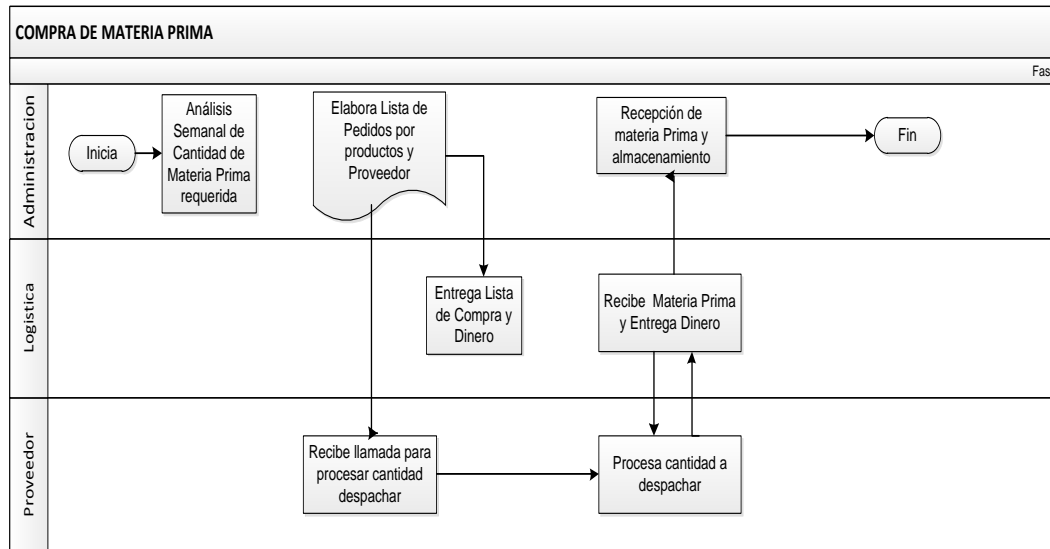 COMPRA DE MATERIA PRIMA
Fas
Administracion
Inicia
Análisis
Semanal de
Cantidad de
Materia Prima
requerida
Elabora Lista de
Pedidos por
productos y
Proveedor
Recepción de
materia Prima y
almacenamiento
Fin
Logistica
Entrega Lista
de Compra y
Dinero
Recibe Materia Prima
y Entrega Dinero
Proveedor
Recibe llamada para
procesar cantidad
despachar
Procesa cantidad a
despachar